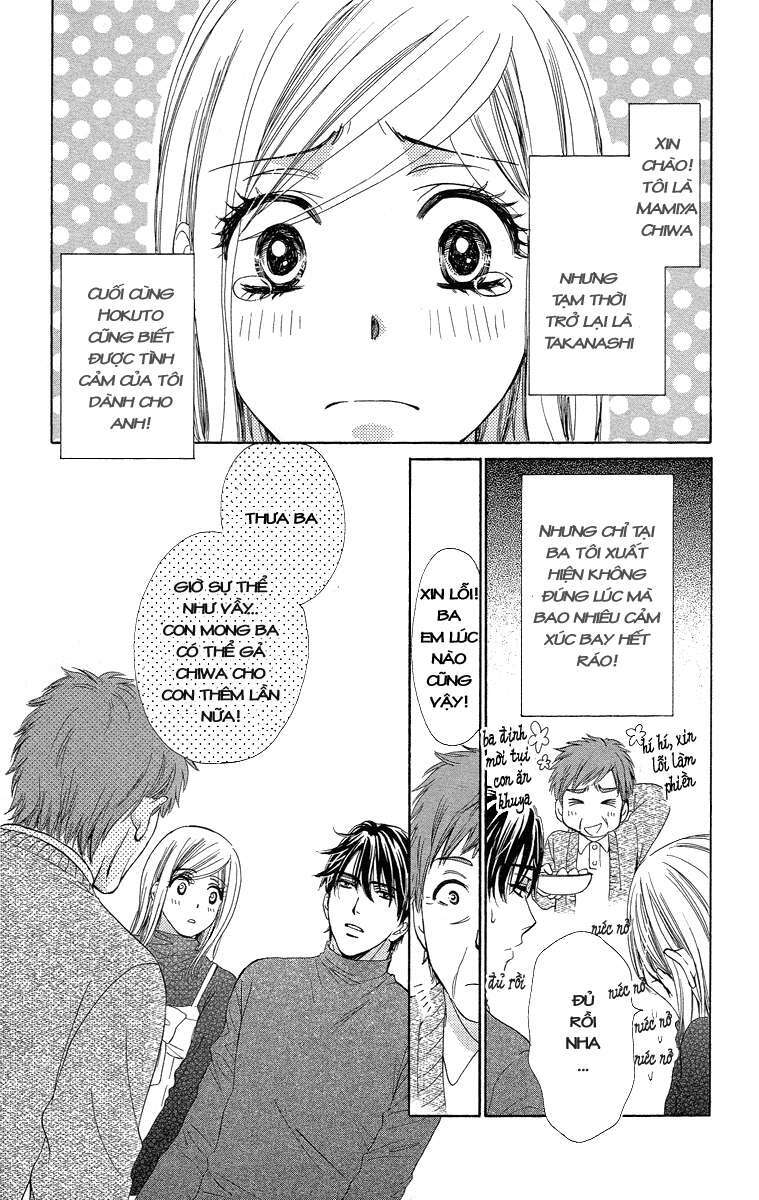 XIN
CHÀO!
TÔI LÀ
MAMIYA
CHIWA
NHƯNG
TẠM THỜI
TRỞ LẠI LÀ
TAKANASHI
CUỐI CÙNG
HOKUTO
CŨNG BIẾT
ĐƯỢC TÌNH
CẢM CỦA TÔI
DÀNH CHO
ANH!
NHƯNG CHỈ TẠI
BA TÔI XUẤT
HIỆN KHÔNG
ĐÚNG LÚC MÀ
BAO NHIÊU CẢM
XÚC BAY HẾT
RÁO!
hí hí, xin
lỗi làm
phiền
ba định
mời tụi
con ăn
khuya
nức nở
nức nở
nức nở
nức nở
đủ rồi
ĐỦ
RỒI
NHA
...
XIN LỖI!
BA
EM LÚC
NÀO
CŨNG
VẬY!
THƯA BA
GIỜ SỰ THỂ
NHƯ VẦY..
CON MONG BA
CÓ THỂ GẢ
CHIWA CHO
CON THÊM LẦN
NỮA!